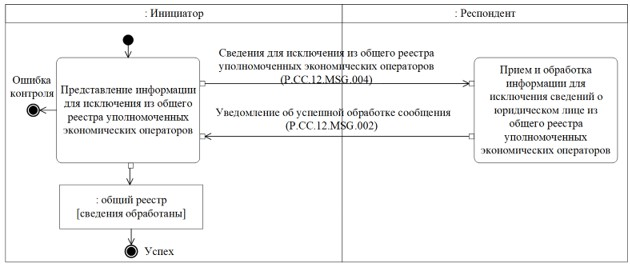 : Инициатор
: Респондент
Сведения для исключения из общего реестра
уполномоченных экономических операторов
(P.CC.12.MSG.004)
Ошибка
контроля
Представление информации
для исключения из общего
реестра уполномоченных
экономических операторов
Прием и обработка
информации для
исключения сведений о
юридическом лице из
общего реестра
уполномоченных
экономических операторов
Уведомление об успешной обработке сообщения
(P.CC.12.MSG.002)
: общий реестр
[сведения обработаны]
Успех